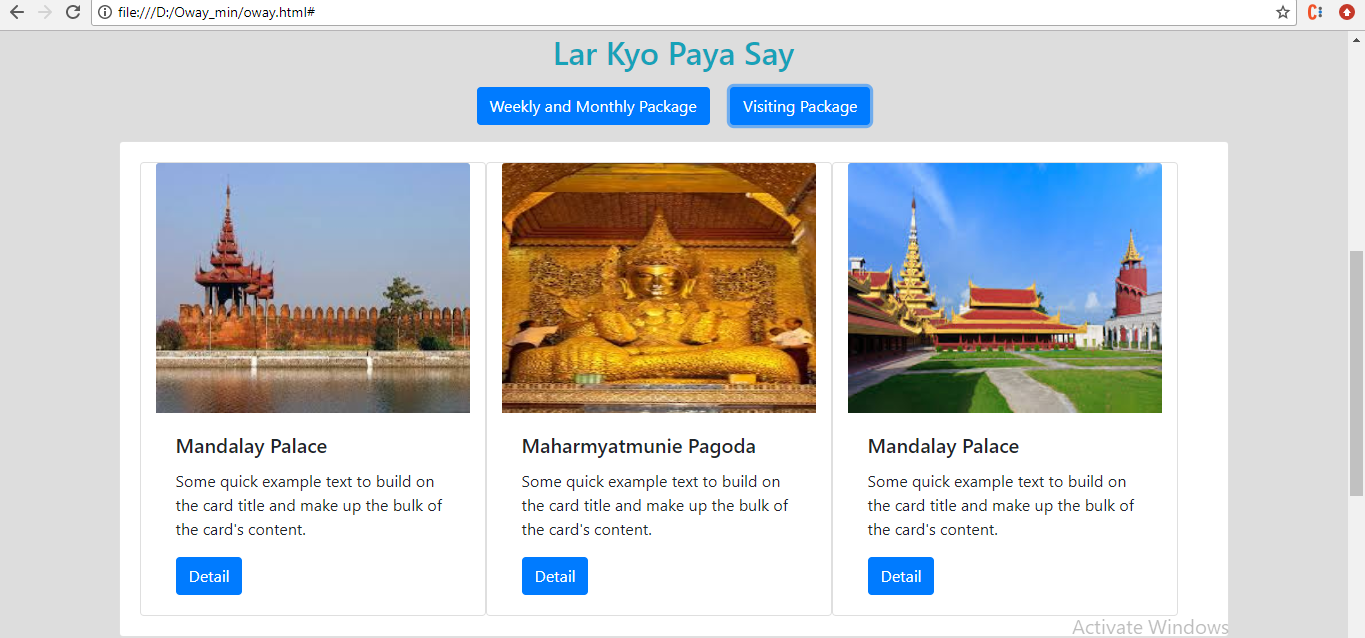 file:///D:/Oway_min/oway.html#
Lar Kyo Paya Say
Weekly and Monthly Package
Visiting Package
Mandalay Palace
Some quick example text to build on
the card title and make up the bulk of
the card's content.
Detail
Maharmyatmunie Pagoda
Some quick example text to build on
the card title and make up the bulk of
the card's content.
Detail
Mandalay Palace
Some quick example text to build on
the card title and make up the bulk of
the card's content.
Detail
Activate Windows